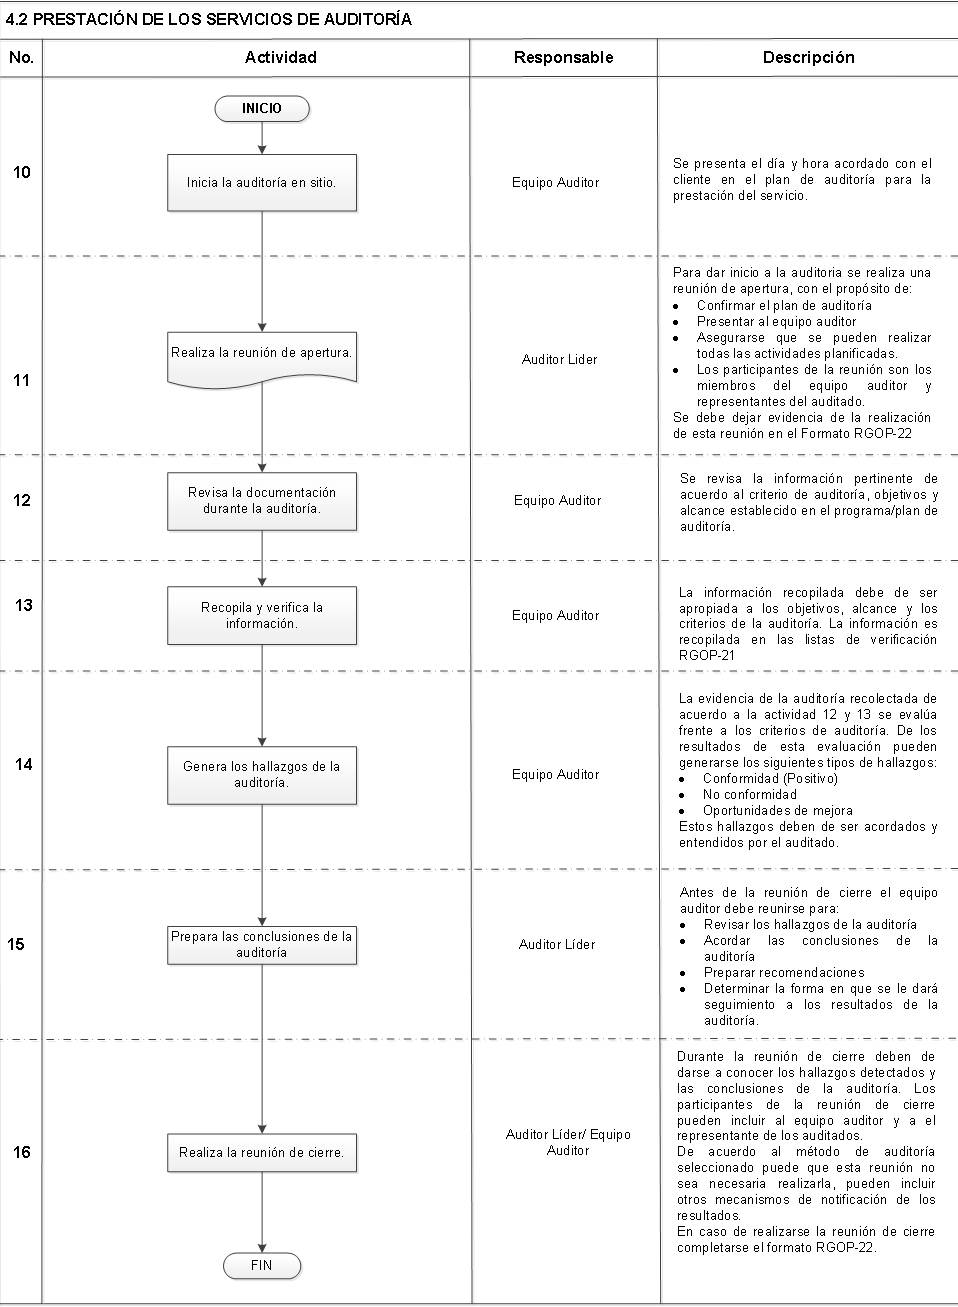 4.2 PRESTACIÓN DE LOS SERVICIOS DE AUDITORÍA
No. Actividad Responsable Descripción
INICIO
10
Inicia la auditoría en sitio.
Equipo Auditor
Se presenta el día y hora acordado con el
cliente en el plan de auditoría para la
prestación del servicio.
11
Realiza la reunión de apertura.
Auditor Lider
Para dar inicio a la auditoria se realiza una
reunión de apertura, con el propósito de:
• Confirmar el plan de auditoría
• Presentar al equipo auditor
• Asegurarse que se pueden realizar
todas las actividades planificadas.
• Los participantes de la reunión son los
miembros del equipo auditor y
representantes del auditado.
Se debe dejar evidencia de la realización
de esta reunión en el Formato RGOP-22
12
Revisa la documentación
durante la auditoría.
Equipo Auditor
Se revisa la información pertinente de
acuerdo al criterio de auditoría, objetivos y
alcance establecido en el programa/plan de
auditoría.
13
Recopila y verifica la
información.
Equipo Auditor
La información recopilada debe de ser
apropiada a los objetivos, alcance y los
criterios de la auditoría. La información es
recopilada en las listas de verificación
RGOP-21
14
Genera los hallazgos de la
auditoría.
Equipo Auditor
La evidencia de la auditoría recolectada de
acuerdo a la actividad 12 y 13 se evalúa
frente a los criterios de auditoría. De los
resultados de esta evaluación pueden
generarse los siguientes tipos de hallazgos:
• Conformidad (Positivo)
• No conformidad
• Oportunidades de mejora
Estos hallazgos deben de ser acordados y
entendidos por el auditado.
15
Prepara las conclusiones de la
auditoría
Auditor Líder
Antes de la reunión de cierre el equipo
auditor debe reunirse para:
• Revisar los hallazgos de la auditoría
• Acordar las conclusiones de la
auditoría
• Preparar recomendaciones
• Determinar la forma en que se le dará
seguimiento a los resultados de la
auditoría.
16
Realiza la reunión de cierre.
Auditor Líder/ Equipo
Auditor
Durante la reunión de cierre deben de
darse a conocer los hallazgos detectados y
las conclusiones de la auditoría. Los
participantes de la reunión de cierre
pueden incluir al equipo auditor y a el
representante de los auditados.
De acuerdo al método de auditoría
seleccionado puede que esta reunión no
sea necesaria realizarla, pueden incluir
otros mecanismos de notificación de los
resultados.
En caso de realizarse la reunión de cierre
completarse el formato RGOP-22.
FIN